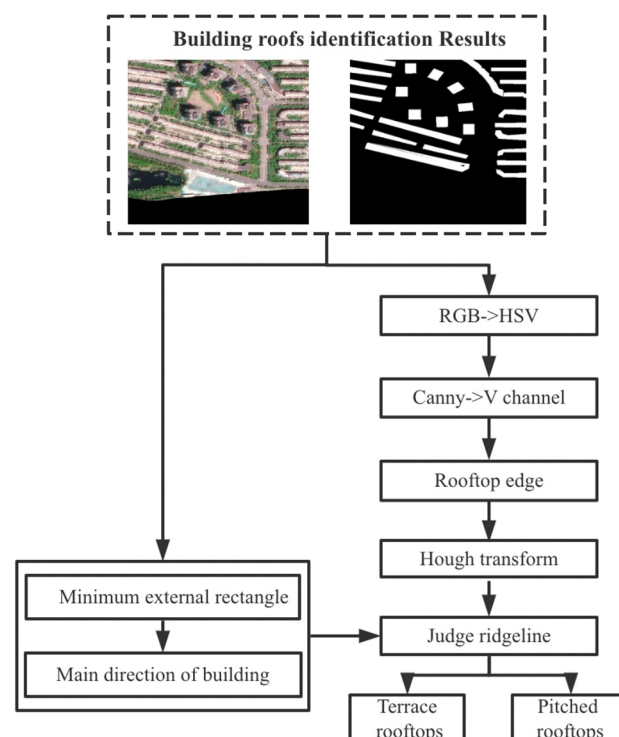 Building roofs identification Results
RGB->HSV
Canny->V channel
Rooftop edge
Hough transform
Minimum external rectangle
Main direction of building
Judge ridgeline
Terrace
rooftops
Pitched
rooftops